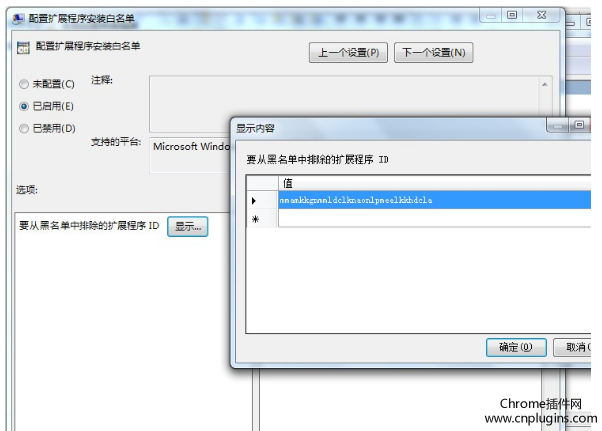 配置扩展程序安装白名单
配置扩展程序安装白名单
上一个设置(P)
下一个设置(N)
未配置(C)
注释:
已启用(E)
已禁用(D)
支持的平台:
Microsoft Windo
选项:
要从黑名单中排除的扩展程序 ID
显示...
显示内容
要从黑名单中排除的扩展程序 ID
值
确定(O)
取消(
Chrome插件网
www.cnplugins.com